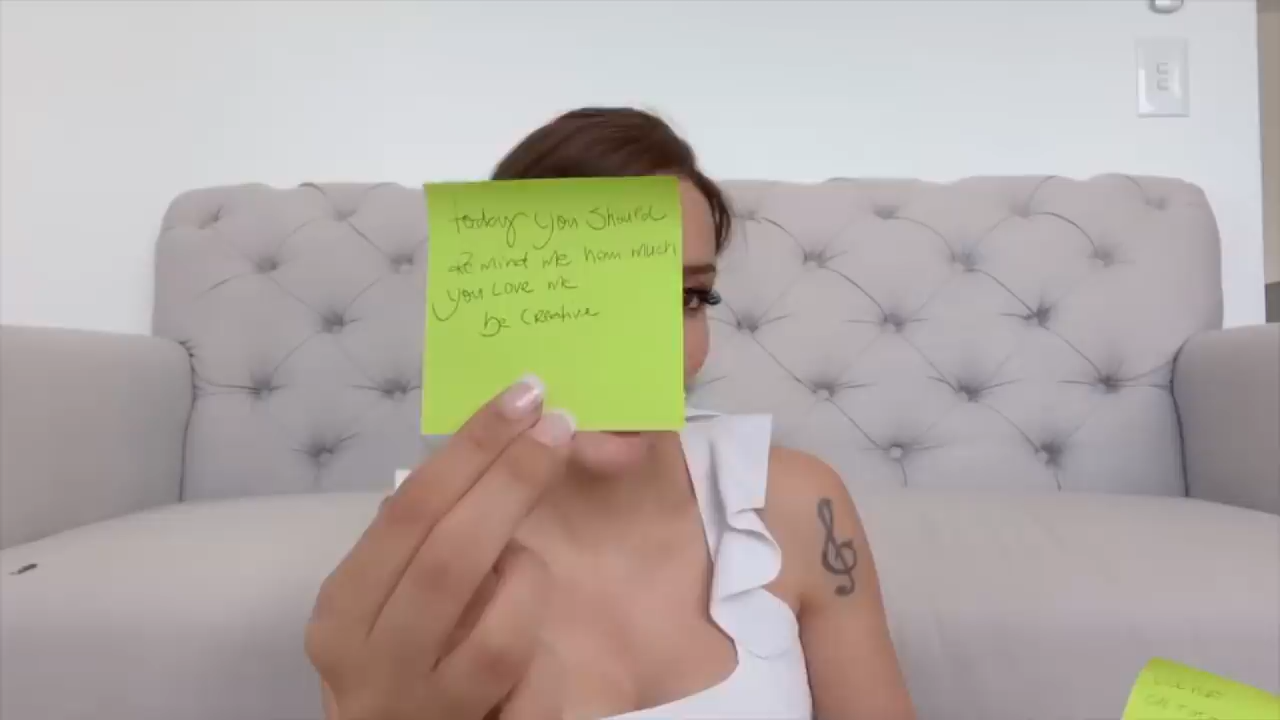 today you should
remind me how much
you love me
be creative